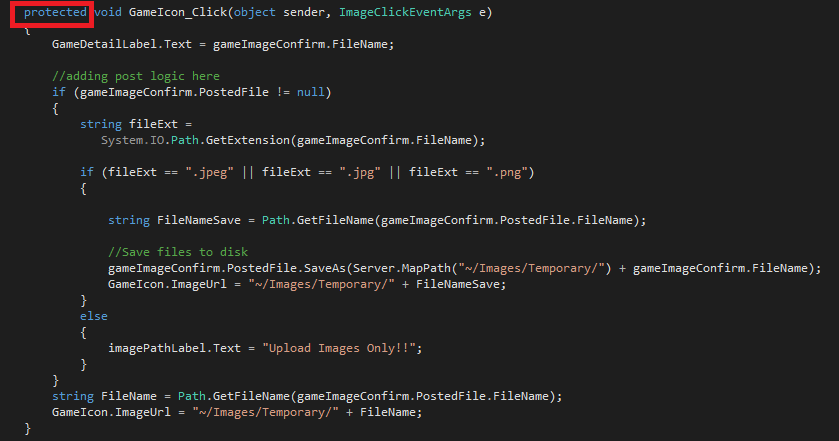 protected void GameIcon_Click(object sender, ImageClickEventArgs e)
{
GameDetailLabel.Text = gameImageConfirm.FileName;
//adding post logic here
if (gameImageConfirm.PostedFile != null)
{
string fileExt =
System.IO.Path.GetExtension(gameImageConfirm.FileName);
if (fileExt == ".jpeg" || fileExt == ".jpg" || fileExt == ".png")
{
string FileNameSave = Path.GetFileName(gameImageConfirm.PostedFile.FileName);
//Save files to disk
gameImageConfirm.PostedFile.SaveAs(Server.MapPath("~/Images/Temporary/") + gameImageConfirm.FileName);
GameIcon.ImageUrl = "~/Images/Temporary/" + FileNameSave;
}
else
{
imagePathLabel.Text = "Upload Images Only!!";
}
}
string FileName = Path.GetFileName(gameImageConfirm.PostedFile.FileName);
GameIcon.ImageUrl = "~/Images/Temporary/" + FileName;
}